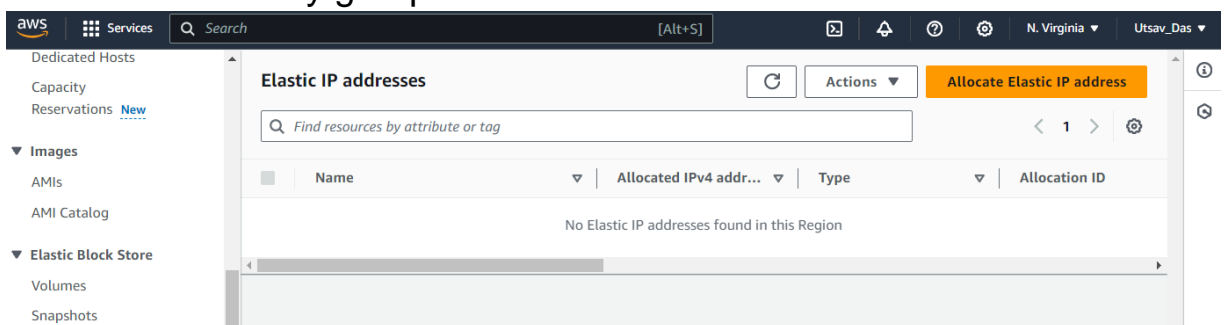 aws Services Search [Alt+S] N. Virginia Utsav_Das
Dedicated Hosts
Capacity
Reservations New
Images
AMIs
AMI Catalog
Elastic Block Store
Volumes
Snapshots
Elastic IP addresses Actions Allocate Elastic IP address
Find resources by attribute or tag 1
Name Allocated IPv4 addr... Type Allocation ID
No Elastic IP addresses found in this Region